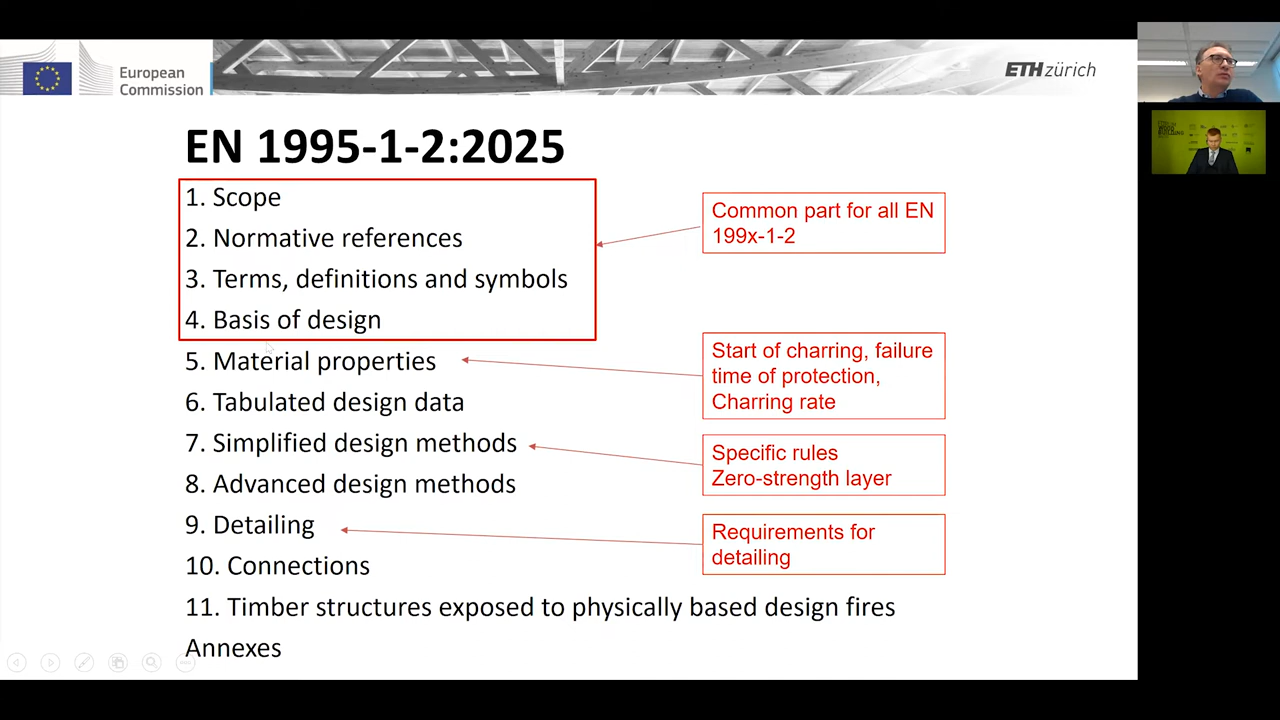 European
Commission
ETH zürich
EN 1995-1-2:2025
1. Scope
2. Normative references
3. Terms, definitions and symbols
4. Basis of design
5. Material properties
6. Tabulated design data
7. Simplified design methods
8. Advanced design methods
9. Detailing
10. Connections
11. Timber structures exposed to physically based design fires
Annexes
Common part for all EN
199x-1-2
Start of charring, failure
time of protection,
Charring rate
Specific rules
Zero-strength layer
Requirements for
detailing